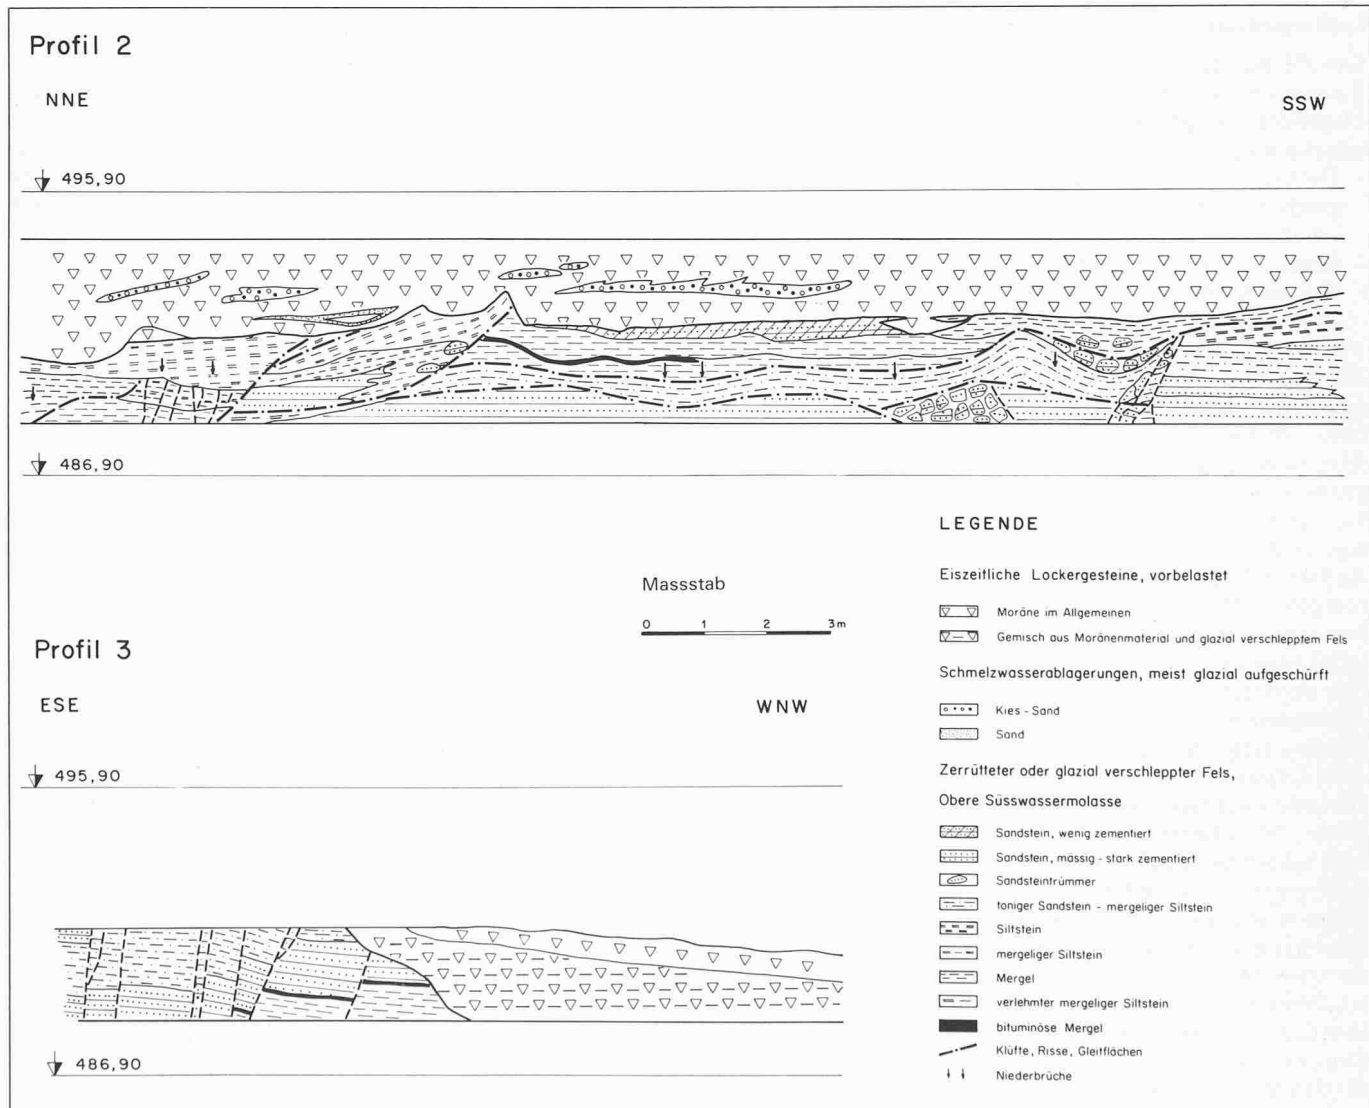 Profil 2
NNE
SSW
495,90
486,90
Massstab
0 1 2 3m
Profil 3
ESE
WNW
495,90
486,90
LEGENDE
Eiszeitliche Lockergesteine, vorbelastet
Moräne im Allgemeinen
Gemisch aus Moränenmaterial und glazial verschlepptem Fels
Schmelzwasserablagerungen, meist glazial aufgeschürft
Kies - Sand
Sand
Zerrütteter oder glazial verschleppter Fels,
Obere Süsswassermolasse
Sandstein, wenig zementiert
Sandstein, mässig - stark zementiert
Sandsteintrümmer
toniger Sandstein - mergeliger Siltstein
Siltstein
mergeliger Siltstein
Mergel
verlehmter mergeliger Siltstein
bituminöse Mergel
Klüfte, Risse, Gleitflächen
Niederbrüche